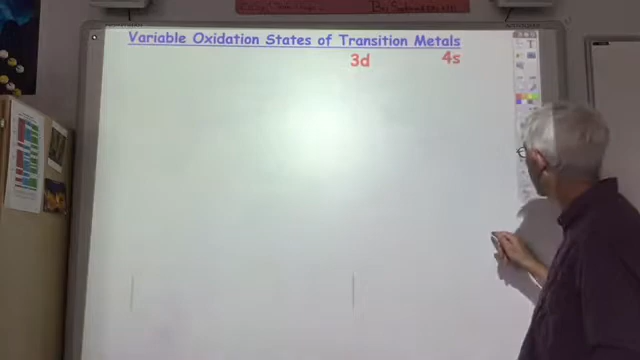 Variable Oxidation States of Transition Metals
3d 4s